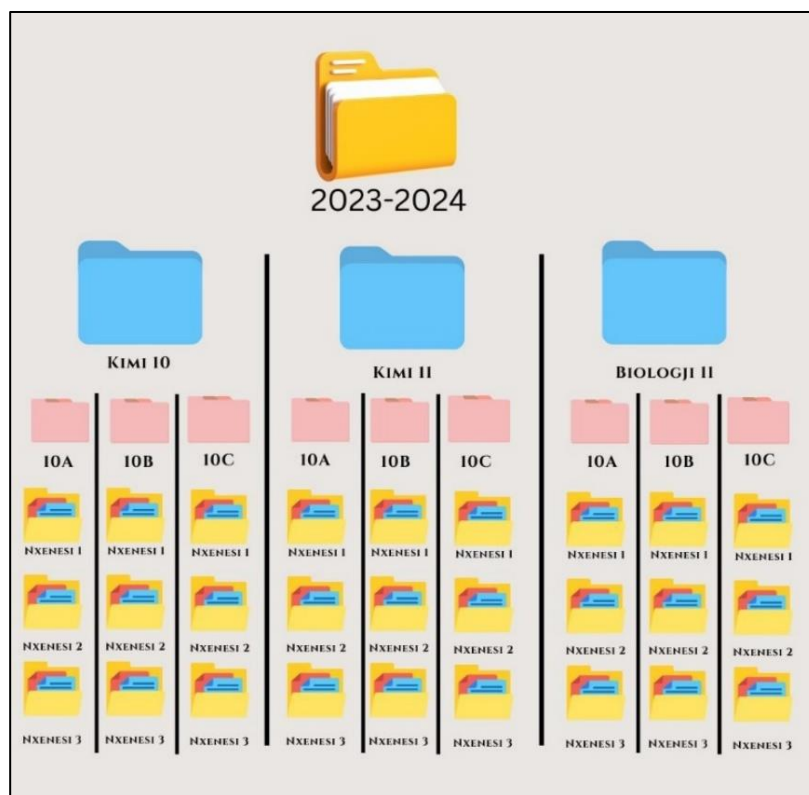 2023-2024
KIMI 10
KIMI 11
BIOLOGJI 11
10A 10B 10C 10A 10B 10C 10A 10B 10C
NXENESI 1 NXENESI 1 NXENESI 1 NXENESI 1 NXENESI 1 NXENESI 1 NXENESI 1 NXENESI 1 NXENESI 1
NXENESI 2 NXENESI 2 NXENESI 2 NXENESI 2 NXENESI 2 NXENESI 2 NXENESI 2 NXENESI 2 NXENESI 2
NXENESI 3 NXENESI 3 NXENESI 3 NXENESI 3 NXENESI 3 NXENESI 3 NXENESI 3 NXENESI 3 NXENESI 3